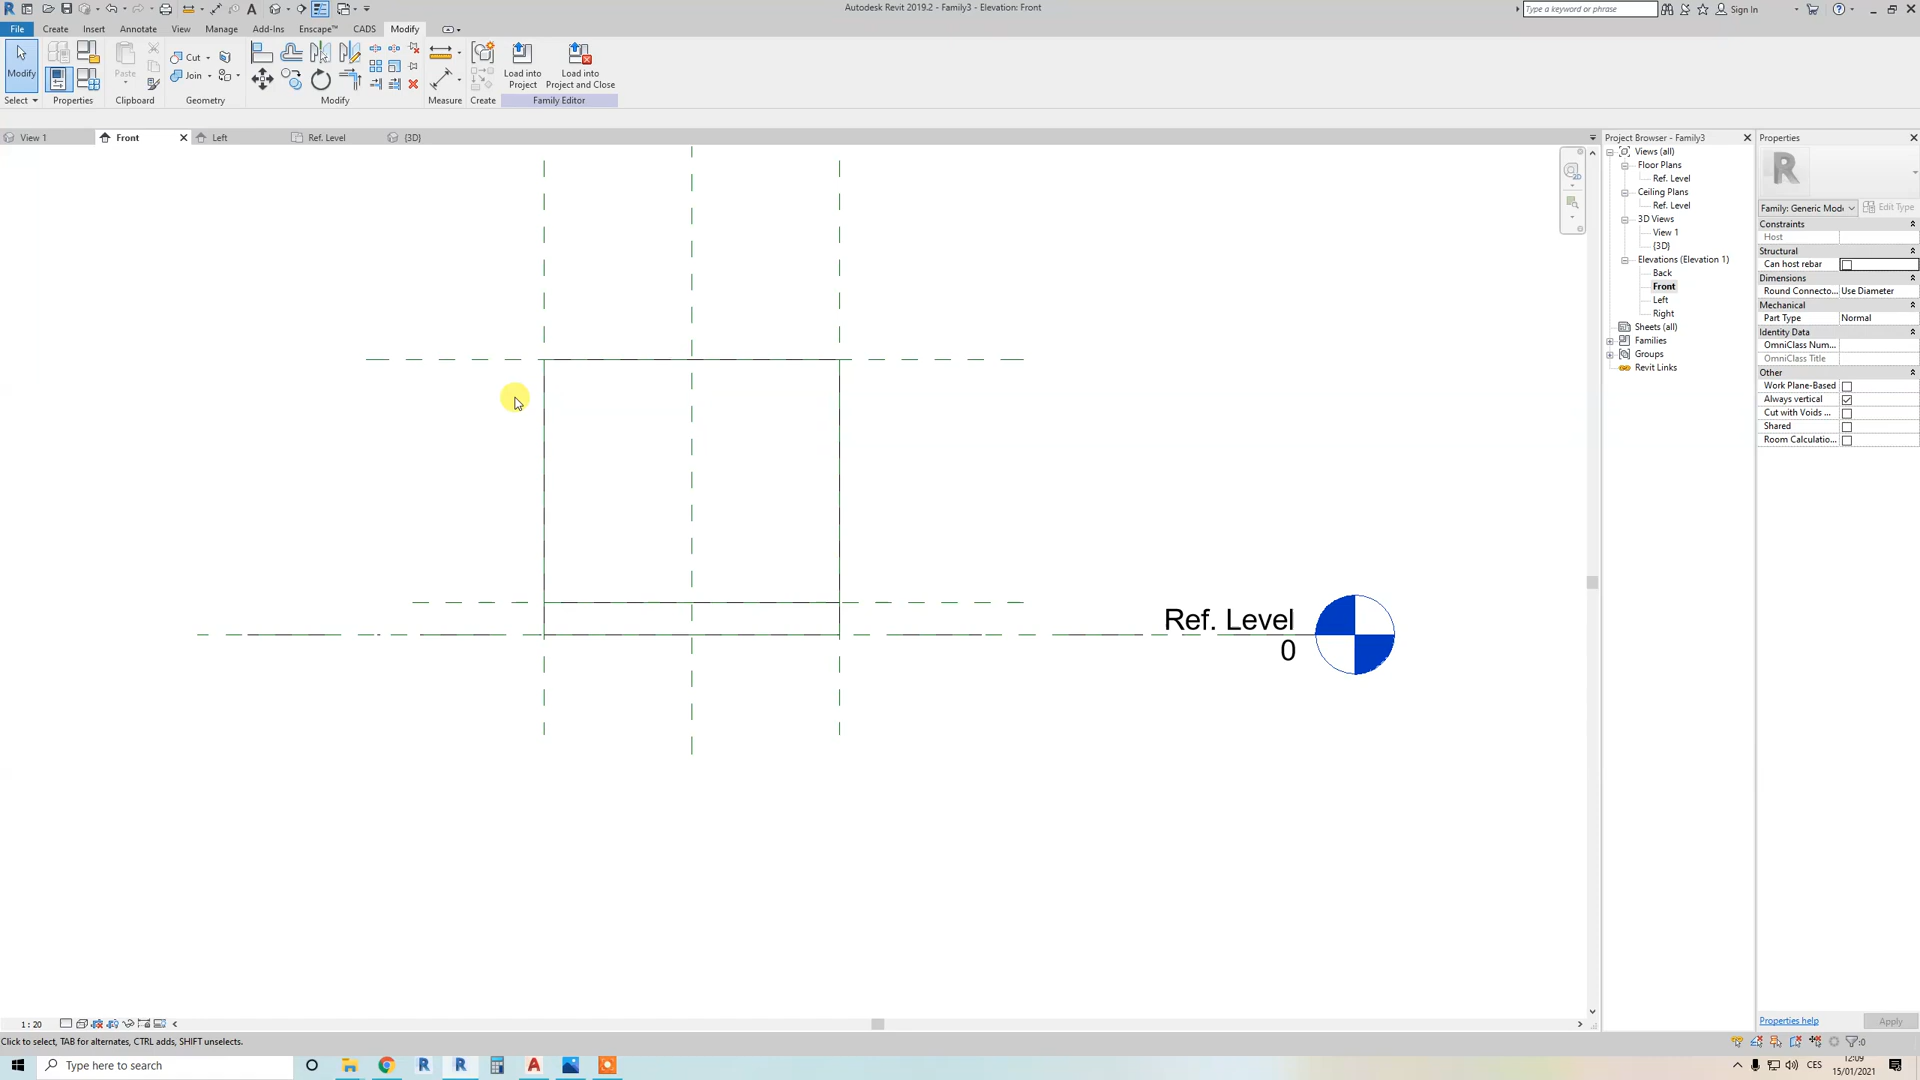 Autodesk Revit 2019.2 - Family3 - Elevation: Front
Type a keyword or phrase
Sign In
File Create Insert Annotate View Manage Add-Ins Enscape™ CADS Modify
Modify
Paste
Cut
Join
Load into Project
Load into Project and Close
Select Properties Clipboard Geometry Modify Measure Create Family Editor
View 1 Front Left Ref. Level {3D}
Project Browser - Family3
Views (all)
Floor Plans
Ref. Level
Ceiling Plans
Ref. Level
3D Views
View 1
{3D}
Elevations (Elevation 1)
Back
Front
Left
Right
Sheets (all)
Families
Groups
Revit Links
Properties
Family: Generic Mode
Edit Type
Constraints
Host
Structural
Can host rebar
Dimensions
Round Connecto... Use Diameter
Mechanical
Part Type Normal
Identity Data
OmniClass Num...
OmniClass Title
Other
Work Plane-Based
Always vertical
Cut with Voids ...
Shared
Room Calculatio...
Properties help
Apply
Ref. Level
0
1 : 20
Click to select, TAB for alternates, CTRL adds, SHIFT unselects.
:0
Type here to search
CES
12:09
15/01/2021